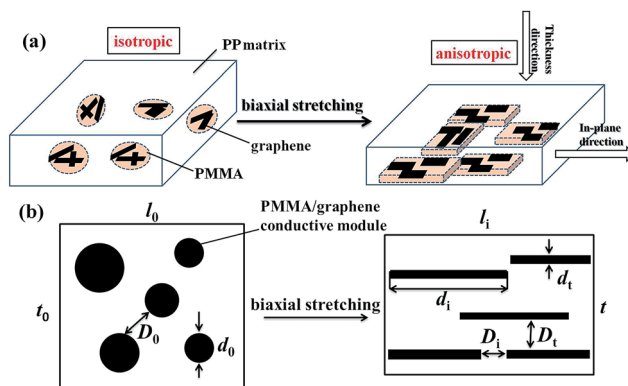 (a)
isotropic
PP matrix
biaxial stretching
graphene
PMMA
anisotropic
Thickness
direction
In-plane
direction
(b)
l₀
PMMA/graphene
conductive module
t₀
D₀
d₀
biaxial stretching
lᵢ
dₜ
dᵢ
t
Dᵢ
Dₜ